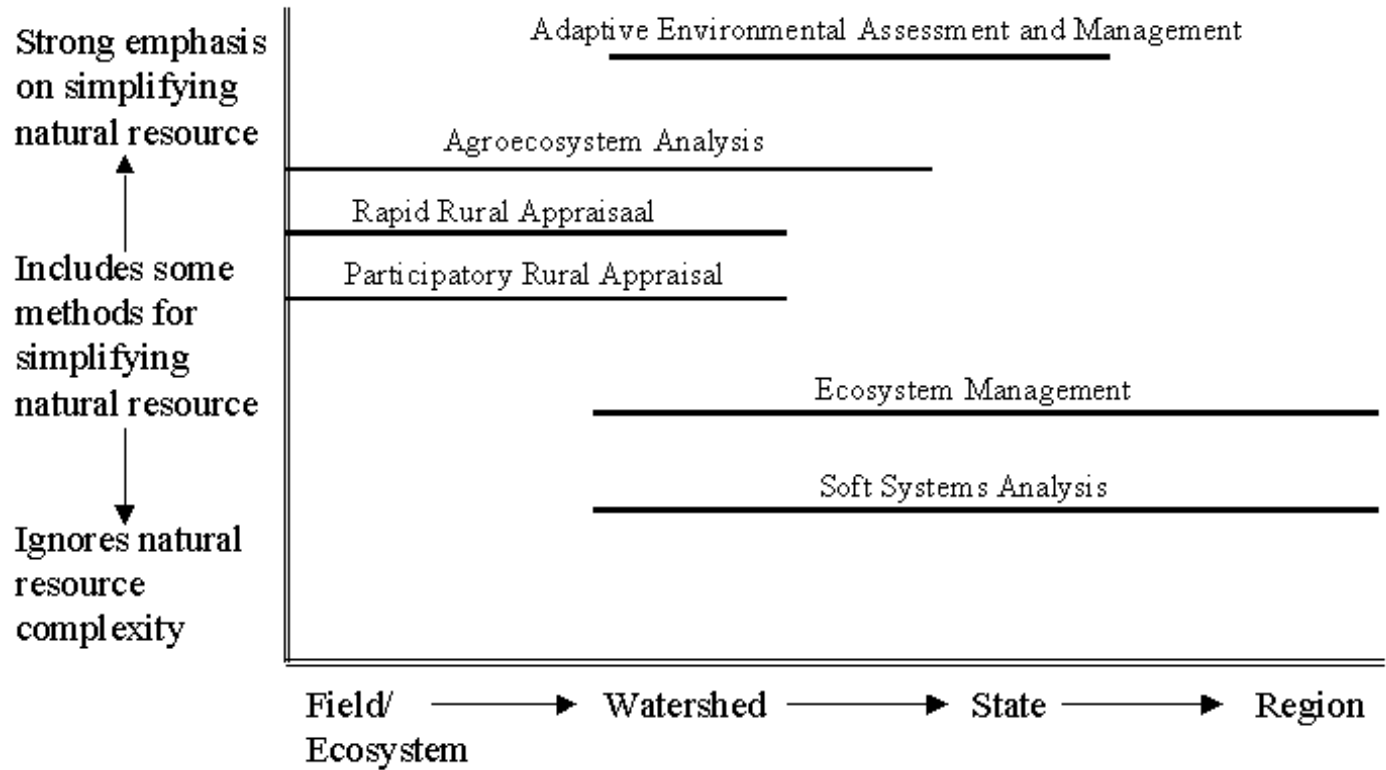 Strong emphasis
on simplifying
natural resource
Includes some
methods for
simplifying
natural resource
Ignores natural
resource
complexity
Adaptive Environmental Assessment and Management
Agroecosystem Analysis
Rapid Rural Appraisaal
Participatory Rural Appraisal
Ecosystem Management
Soft Systems Analysis
Field/ Watershed State Region
Ecosystem